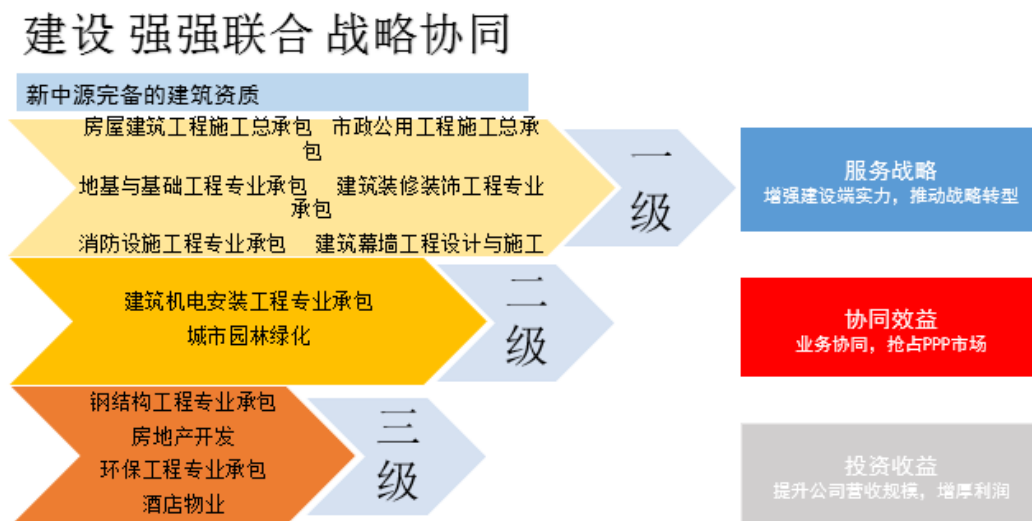 建设 强强联合 战略协同
新中源完备的建筑资质
房屋建筑工程施工总承包 市政公用工程施工总承
包
地基与基础工程专业承包 建筑装修装饰工程专业
承包
消防设施工程专业承包 建筑幕墙工程设计与施工
一
级
建筑机电安装工程专业承包
城市园林绿化
二
级
钢结构工程专业承包
房地产开发
环保工程专业承包
酒店物业
三
级
服务战略
增强建设端实力，推动战略转型
协同效益
业务协同，抢占PPP市场
投资收益
提升公司营收规模，增厚利润